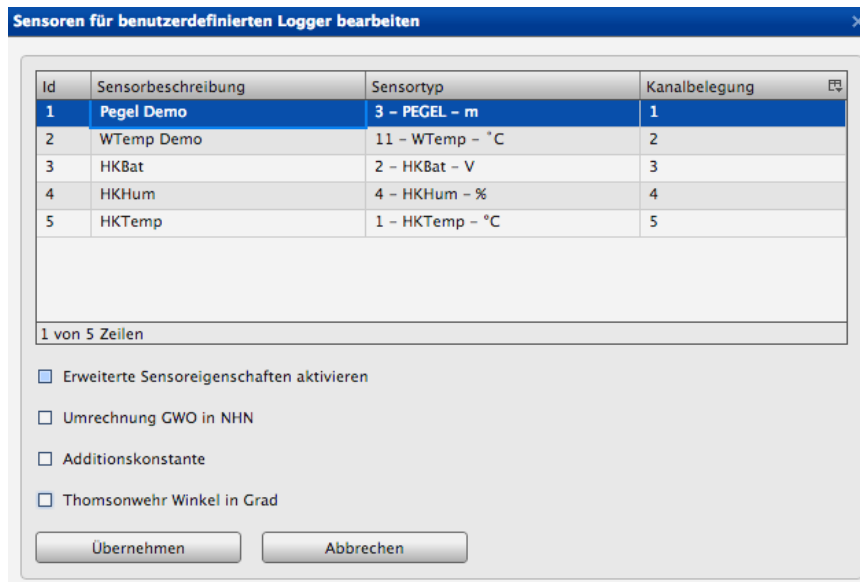 Sensoren für benutzerdefinierten Logger bearbeiten
Id Sensorbeschreibung Sensortyp Kanalbelegung
1 Pegel Demo 3 – PEGEL – m 1
2 WTemp Demo 11 – WTemp – °C 2
3 HKBat 2 – HKBat – V 3
4 HKHum 4 – HKHum – % 4
5 HKTemp 1 – HKTemp – °C 5
1 von 5 Zeilen
Erweiterte Sensoreigenschaften aktivieren
Umrechnung GWO in NHN
Additionskonstante
Thomsonwehr Winkel in Grad
Übernehmen Abbrechen